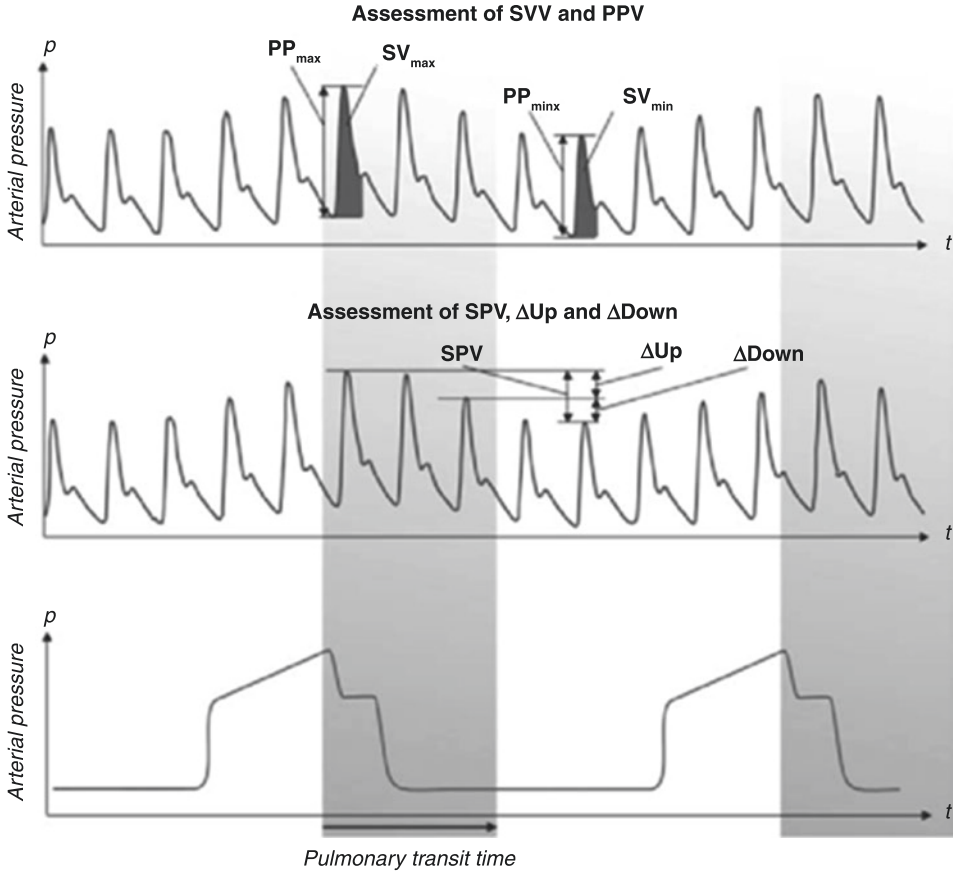 Assessment of SVV and PPV
p
PPmax
SVmax
PPminx
SVmin
Arterial pressure
t
Assessment of SPV, ΔUp and ΔDown
p
SPV
ΔUp
ΔDown
Arterial pressure
t
p
Arterial pressure
t
Pulmonary transit time